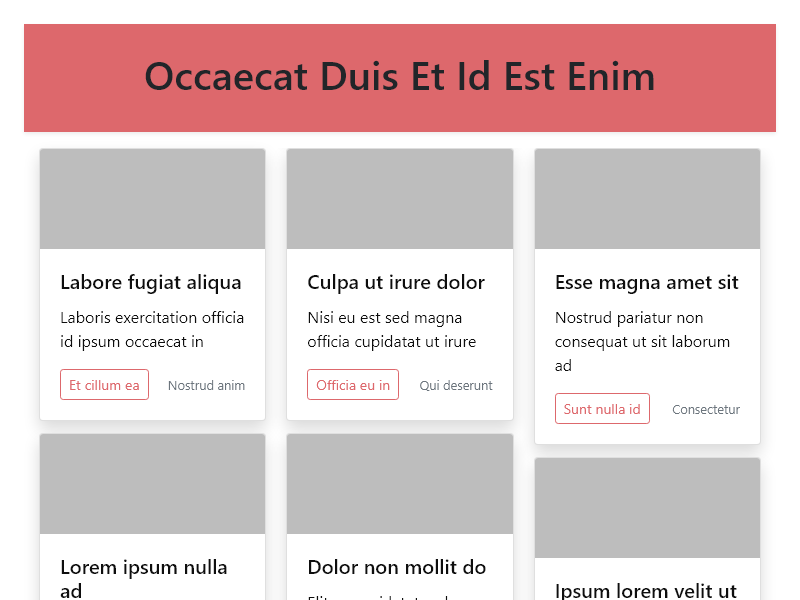 Occaecat Duis Et Id Est Enim
Labore fugiat aliqua
Laboris exercitation officia
id ipsum occaecat in
Et cillum ea
Nostrud anim
Culpa ut irure dolor
Nisi eu est sed magna
officia cupidatat ut irure
Officia eu in
Qui deserunt
Esse magna amet sit
Nostrud pariatur non
consequat ut sit laborum
ad
Sunt nulla id
Consectetur
Lorem ipsum nulla
ad
Dolor non mollit do
Ipsum lorem velit ut